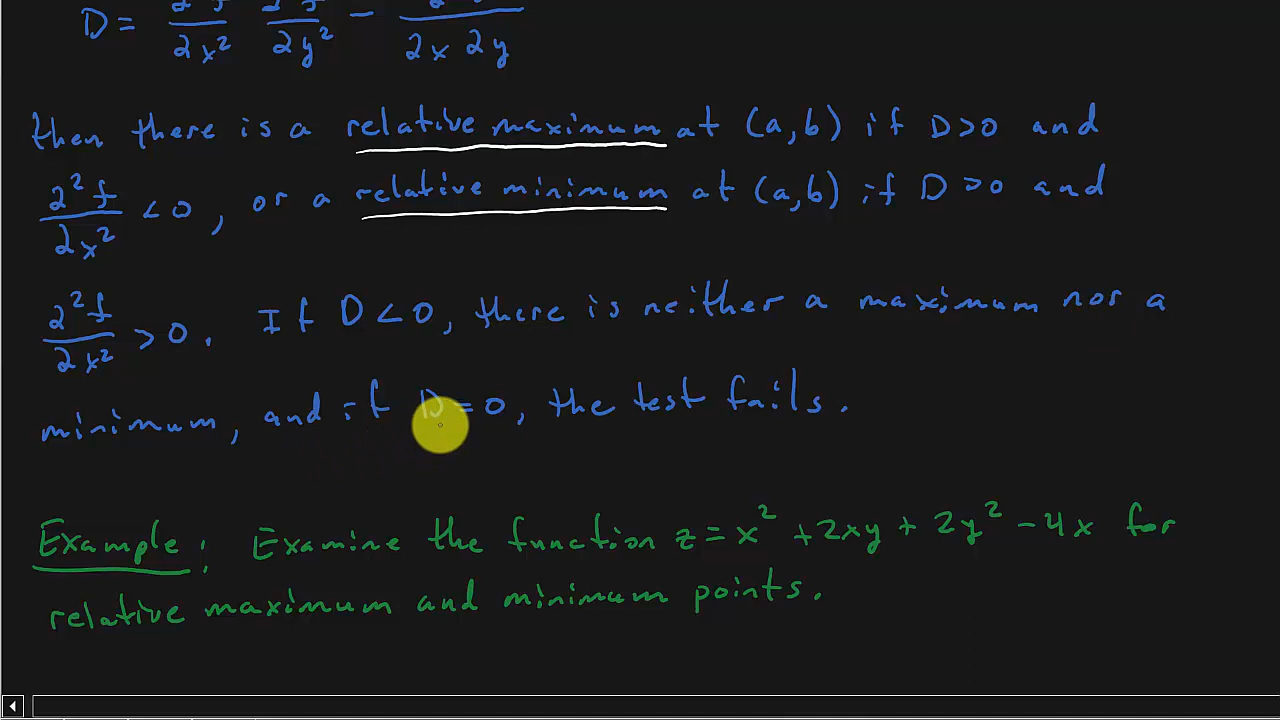 D = ∂²f/∂x² ∂²f/∂y² − ∂x ∂y
then there is a relative maximum at (a,b) if D>0 and
∂²f/∂x² <0, or a relative minimum at (a,b) if D>0 and
∂²f/∂x² >0. If D<0, there is neither a maximum nor a
minimum, and if D=0, the test fails.
Example: Examine the function z = x² + 2xy + 2y² − 4x for
relative maximum and minimum points.